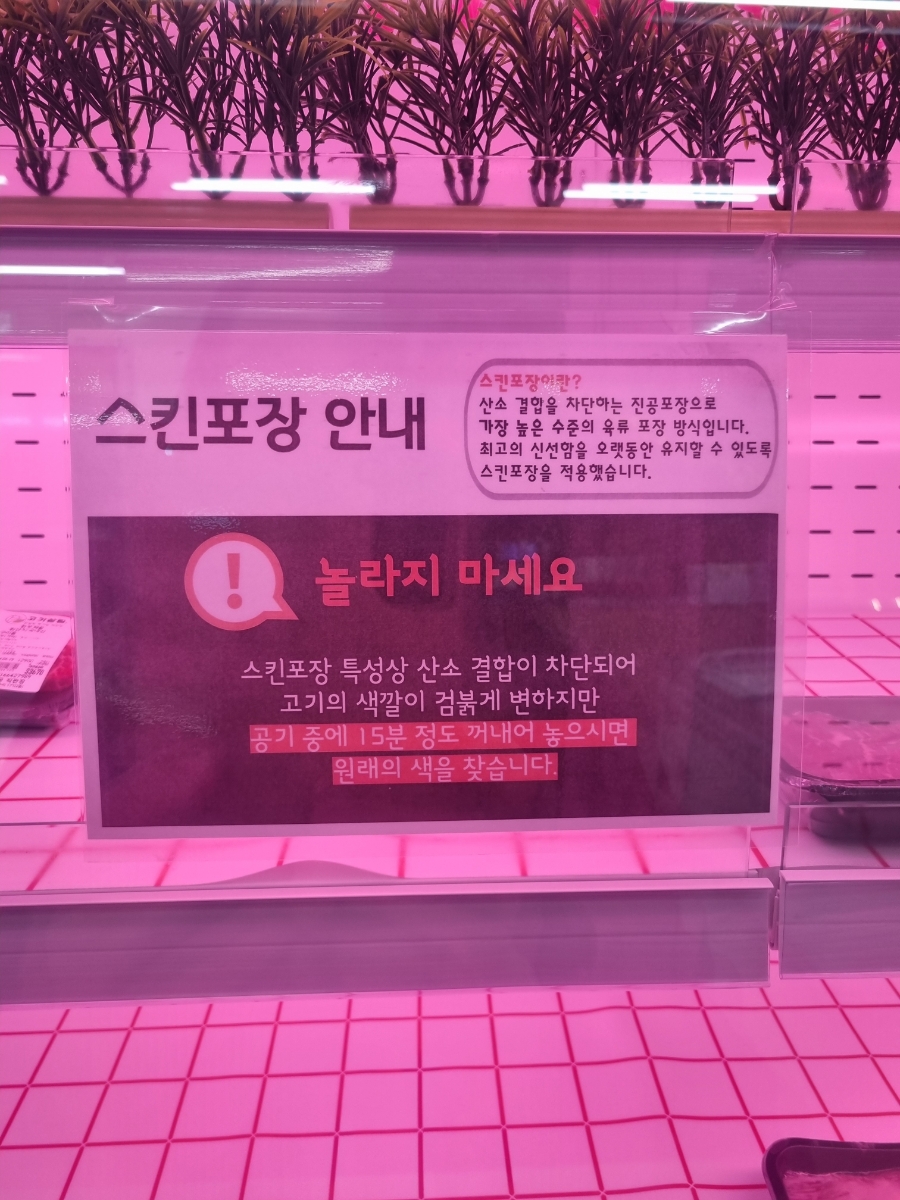 스킨포장 안내
스킨포장이란?
산소 결합을 차단하는 진공포장으로
가장 높은 수준의 육류 포장 방식입니다.
최고의 신선함을 오랫동안 유지할 수 있도록
스킨포장을 적용했습니다.
!
놀라지 마세요
스킨포장 특성상 산소 결합이 차단되어
고기의 색깔이 검붉게 변하지만
공기 중에 15분 정도 꺼내어 놓으시면
원래의 색을 찾습니다.